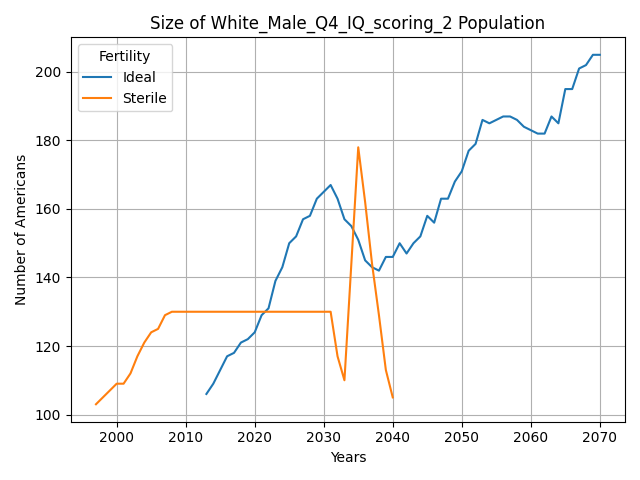 Size of White_Male_Q4_IQ_scoring_2 Population
Fertility
Ideal
Sterile
Number of Americans
200
180
160
140
120
100
2000
2010
2020
2030
2040
2050
2060
2070
Years